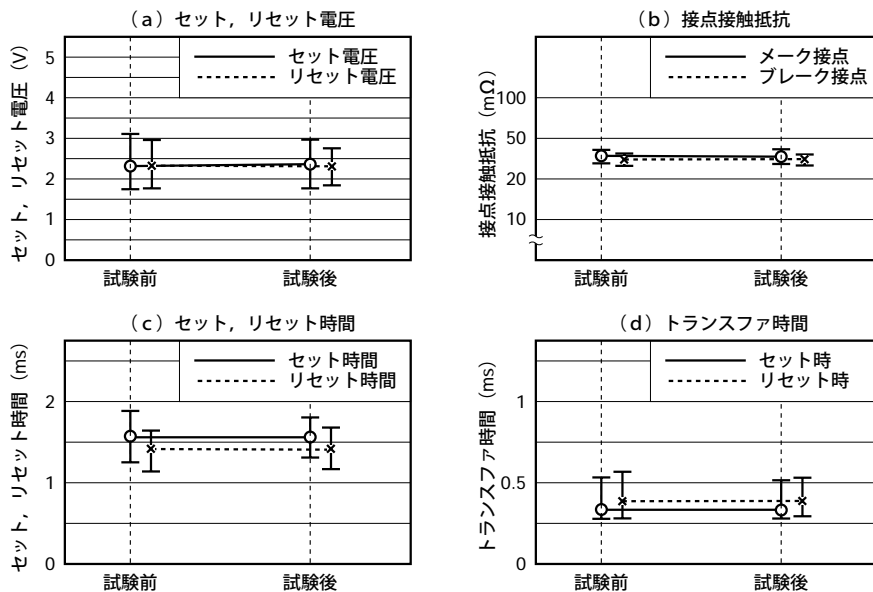 （a）セット，リセット電圧
セット，リセット電圧（V）
5
4
3
2
1
0
セット電圧
リセット電圧
試験前
試験後
（b）接点接触抵抗
接点接触抵抗（mΩ）
100
50
20
10
メーク接点
ブレーク接点
試験前
試験後
（c）セット，リセット時間
セット，リセット時間（ms）
2
1
0
セット時間
リセット時間
試験前
試験後
（d）トランスファ時間
トランスファ時間（ms）
1
0.5
0
セット時
リセット時
試験前
試験後